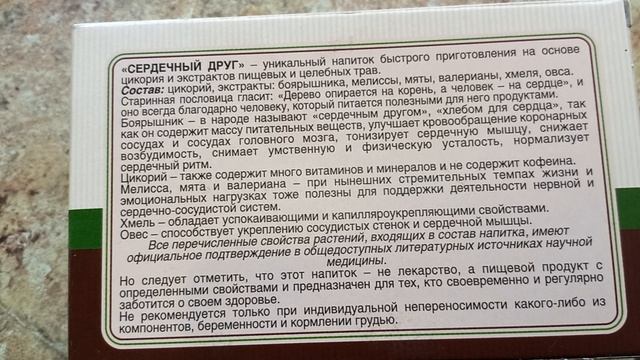 «СЕРДЕЧНЫЙ ДРУГ» – уникальный напиток быстрого приготовления на основе
цикория и экстрактов пищевых и целебных трав.
Состав: цикорий, экстракты: боярышника, мелиссы, мяты, валерианы, хмеля, овса.
Старинная пословица гласит: «Дерево опирается на корень, а человек – на сердце», и
оно всегда благодарно человеку, который питается полезными для него продуктами.
Боярышник – в народе называют «сердечным другом», «хлебом для сердца», так
как он содержит массу питательных веществ, улучшает кровообращение коронарных
сосудах и сосудах головного мозга, тонизирует сердечную мышцу, снижает
возбудимость, снимает умственную и физическую усталость, нормализует
сердечный ритм.
Цикорий – также содержит много витаминов и минералов и не содержит кофеина.
Мелисса, мята и валериана – при нынешних стремительных темпах жизни и
эмоциональных нагрузках тоже полезны для поддержки деятельности нервной и
сердечно-сосудистой систем.
Хмель – обладает успокаивающими и капилляроукрепляющими свойствами.
Овес – способствует укреплению сосудистых стенок и сердечной мышцы.
Все перечисленные свойства растений, входящих в состав напитка, имеют
официальное подтверждение в общедоступных литературных источниках научной
медицины.
Но следует отметить, что этот напиток – не лекарство, а пищевой продукт с
определенными свойствами и предназначен для тех, кто своевременно и регулярно
заботится о своем здоровье.
Не рекомендуется только при индивидуальной непереносимости какого-либо из
компонентов, беременности и кормлении грудью.